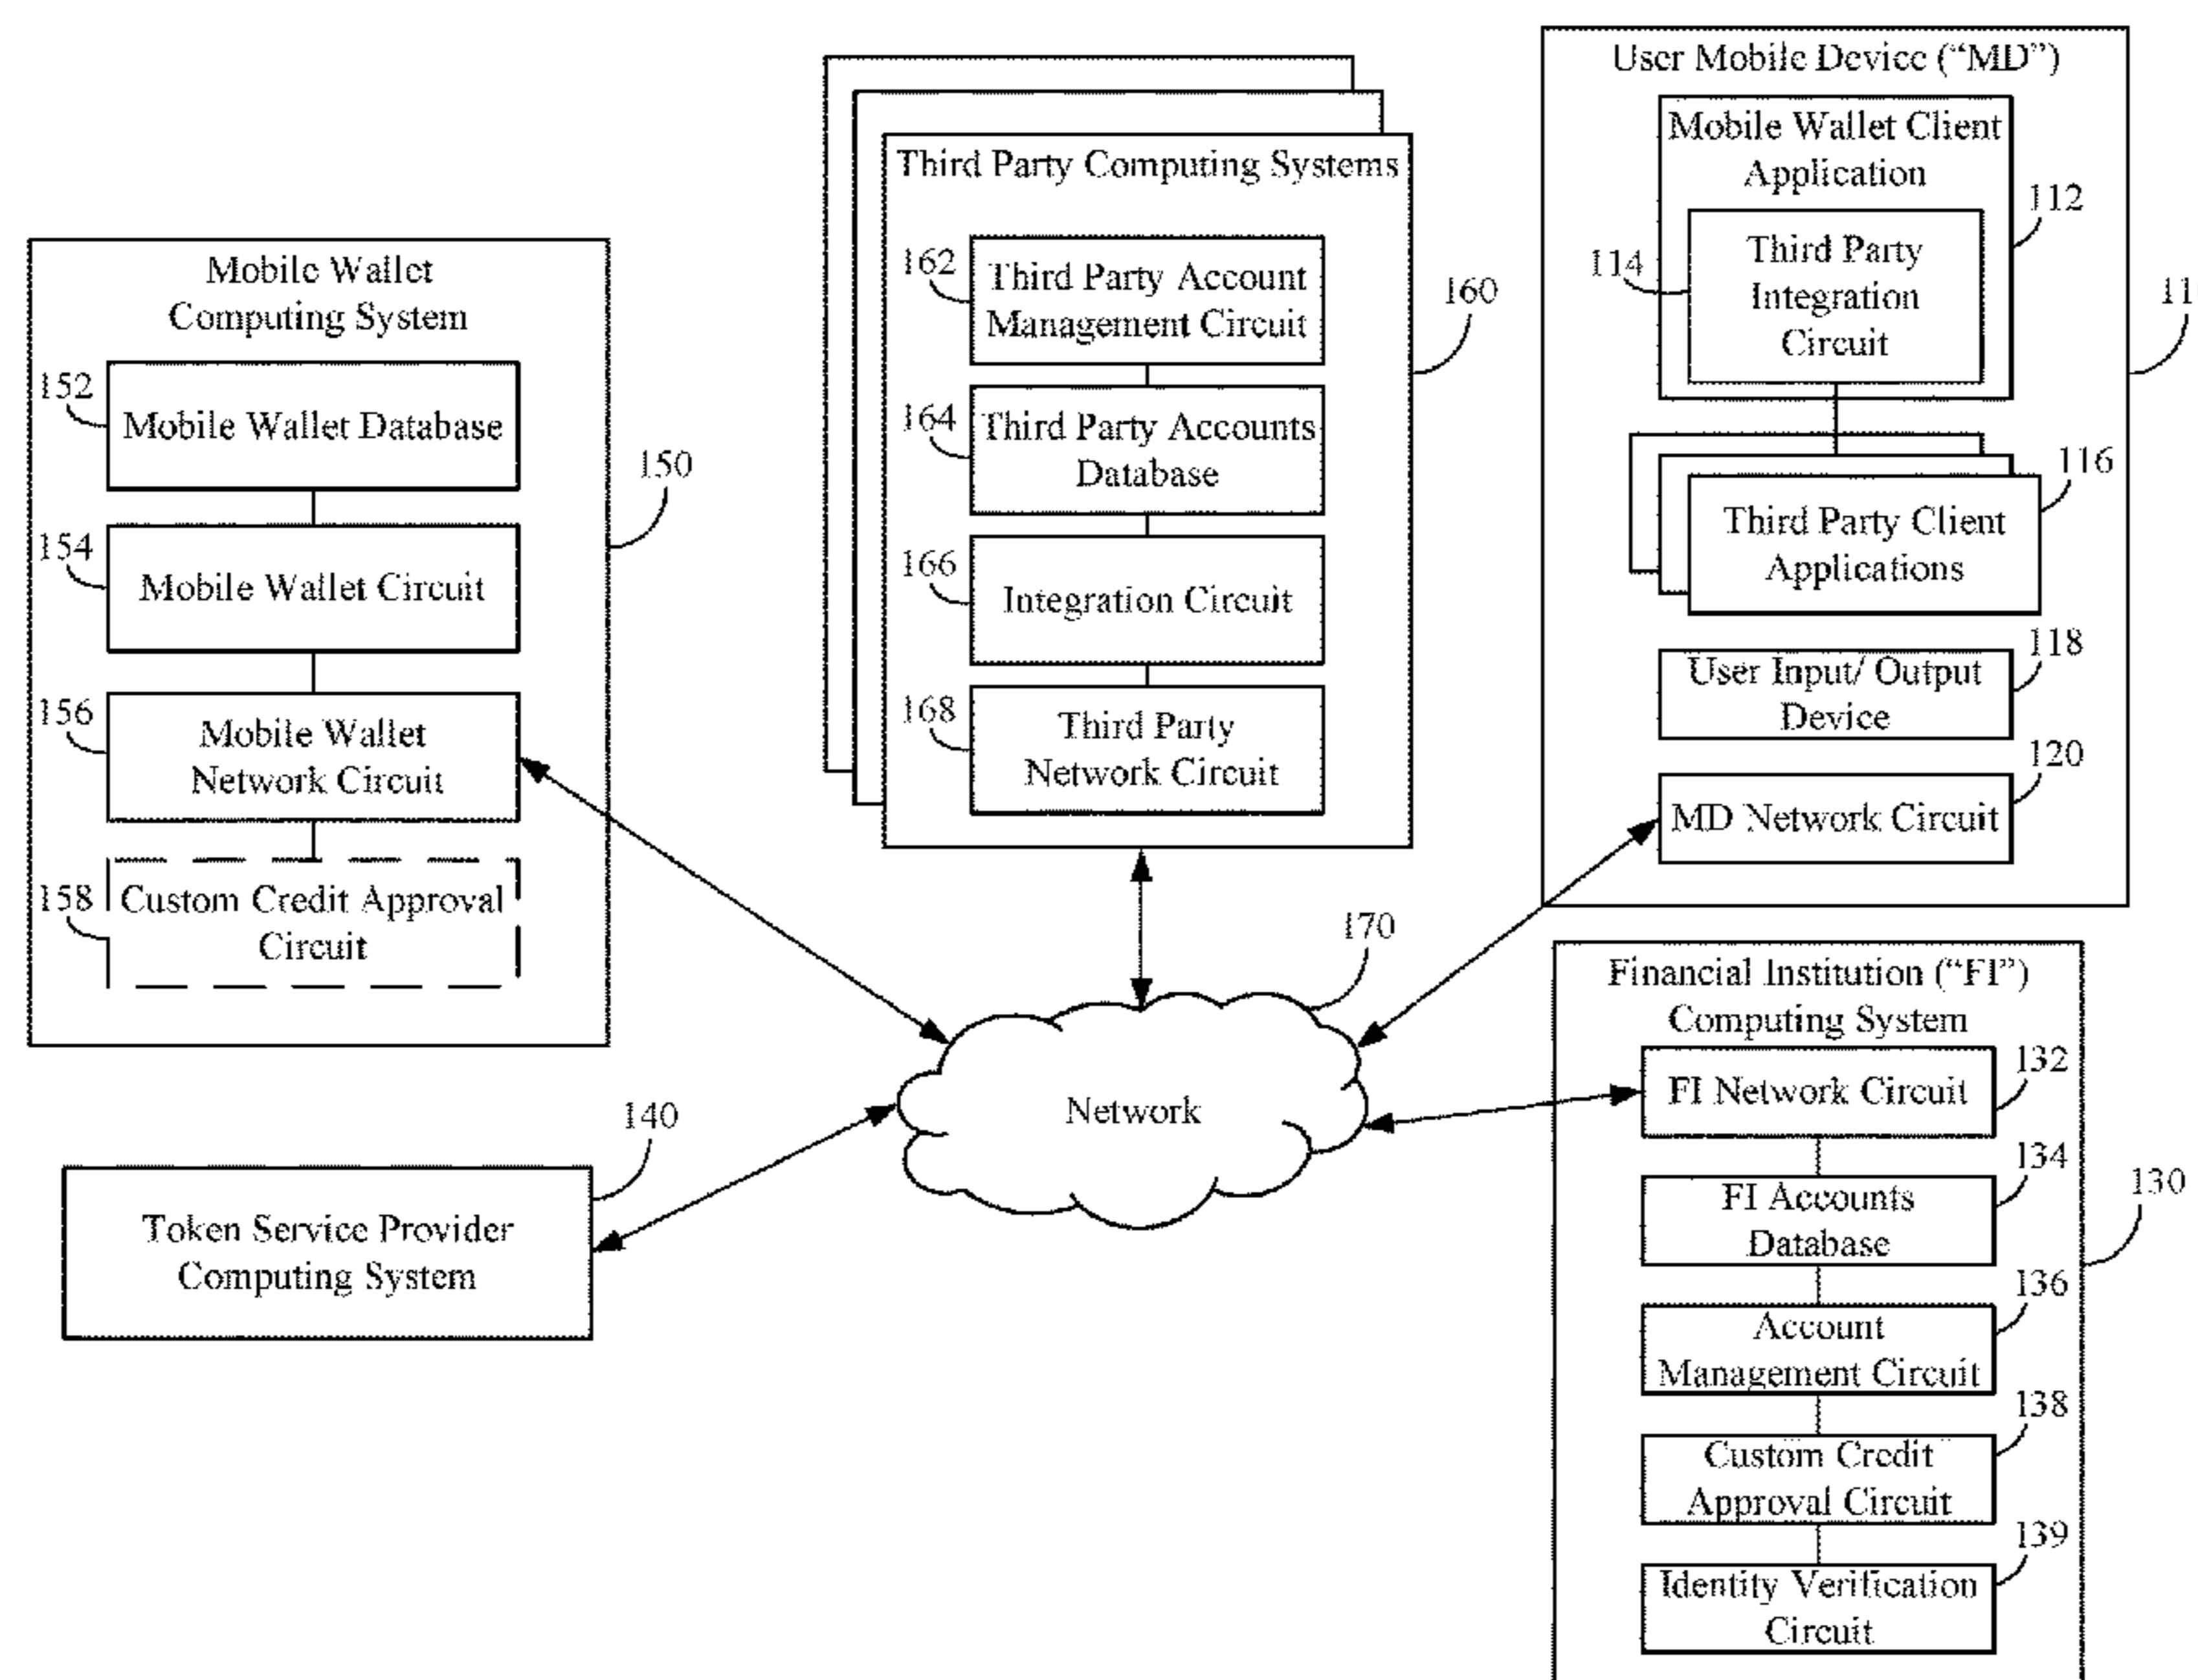 Mobile Wallet
Computing System
152
Mobile Wallet Database
154
Mobile Wallet Circuit
156
Mobile Wallet
Network Circuit
158
Custom Credit Approval
Circuit
150
Third Party Computing Systems
162
Third Party Account
Management Circuit
164
Third Party Accounts
Database
166
Integration Circuit
168
Third Party
Network Circuit
160
User Mobile Device (“MD”)
Mobile Wallet Client
Application
112
114
Third Party
Integration
Circuit
11
116
Third Party Client
Applications
118
User Input/ Output
Device
120
MD Network Circuit
170
Network
140
Token Service Provider
Computing System
Financial Institution (“FI”)
Computing System
132
FI Network Circuit
134
FI Accounts
Database
130
136
Account
Management Circuit
138
Custom Credit
Approval Circuit
139
Identity Verification
Circuit